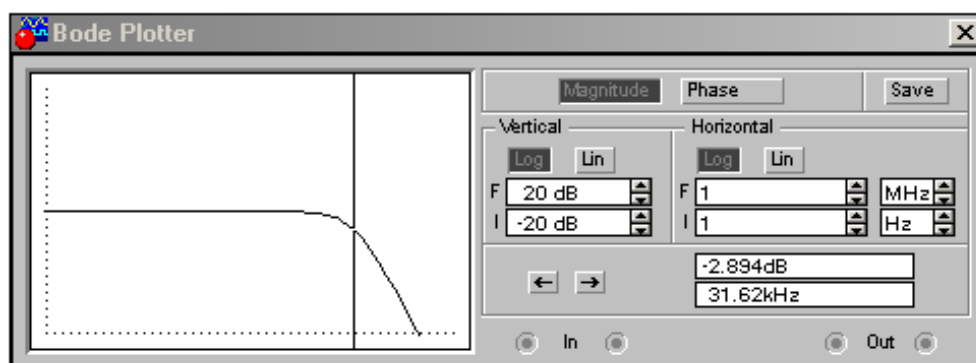 Bode Plotter
Magnitude Phase Save
Vertical Horizontal
Log Lin Log Lin
F 20 dB F 1 MHz
I -20 dB I 1 Hz
-2.894dB
31.62kHz
In Out